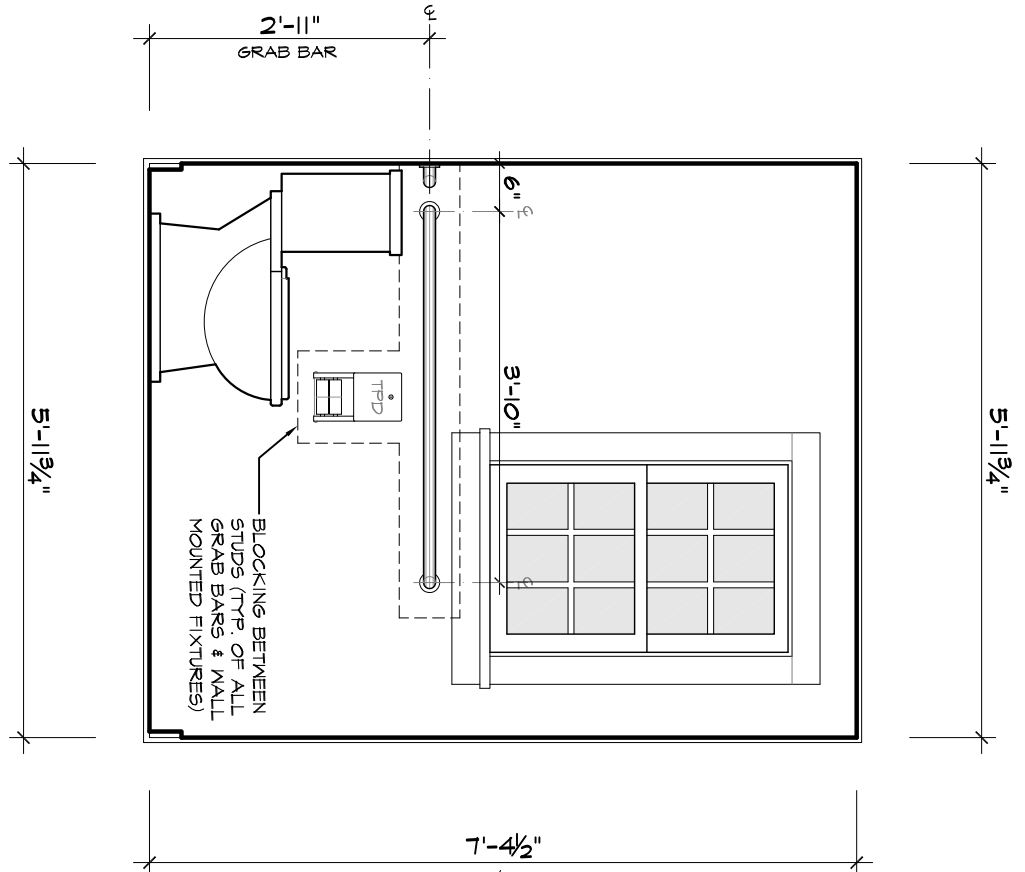 2'-11"
GRAB BAR
℄
6"
℄
3'-10"
℄
TPD
5'-11¾"
5'-11¾"
BLOCKING BETWEEN
STUDS (TYP. OF ALL
GRAB BARS & WALL
MOUNTED FIXTURES)
7'-4½"